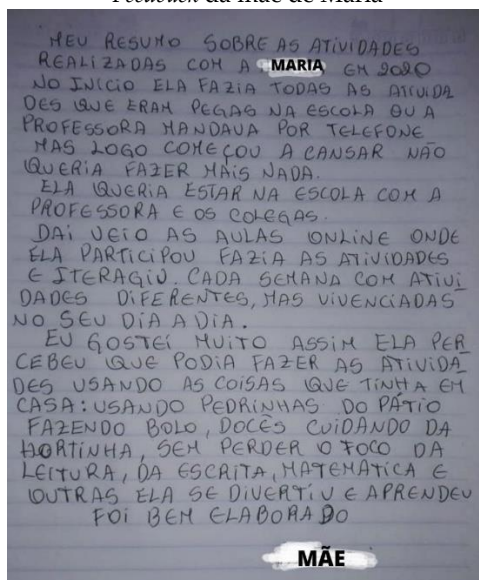 Feedback da mãe de Maria
MEU RESUMO SOBRE AS ATIVIDADES
REALIZADAS COM A MARIA, EM 2020
NO INÍCIO ELA FAZIA TODAS AS ATIVIDA
DES QUE ERAM PEGAS NA ESCOLA OU A
PROFESSORA MANDAVA POR TELEFONE
MAS LOGO COMEÇOU A CANSAR NÃO
QUERIA FAZER MAIS NADA.
ELA QUERIA ESTAR NA ESCOLA COM A
PROFESSORA E OS COLEGAS.
DAI VEIO AS AULAS ONLINE ONDE
ELA PARTICIPOU FAZIA AS ATIVIDADES
E ITERAGIU. CADA SEMANA COM ATIVI
DADES DIFERENTES, MAS VIVENCIADAS
NO SEU DIA A DIA.
EU GOSTEI MUITO ASSIM ELA PER
CEBEU QUE PODIA FAZER AS ATIVIDA
DES USANDO AS COISAS QUE TINHA EM
CASA: USANDO PEDRINHAS DO PÁTIO
FAZENDO BOLO, DOCES CUIDANDO DA
HORTINHA, SEM PERDER O FOCO DA
LEITURA, DA ESCRITA, MATEMÁTICA E
OUTRAS ELA SE DIVERTIU E APRENDEU
FOI BEM ELABORADO
MÃE